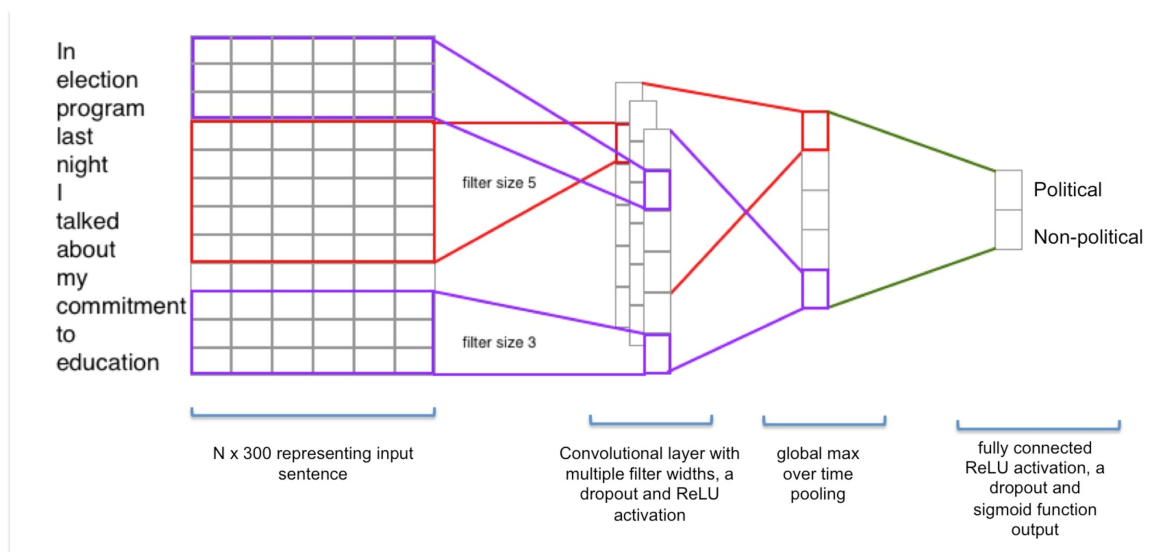 In
election
program
last
night
I
talked
about
my
commitment
to
education
filter size 5
filter size 3
Political
Non-political
N x 300 representing input
sentence
Convolutional layer with
multiple filter widths, a
dropout and ReLU
activation
global max
over time
pooling
fully connected
ReLU activation, a
dropout and
sigmoid function
output